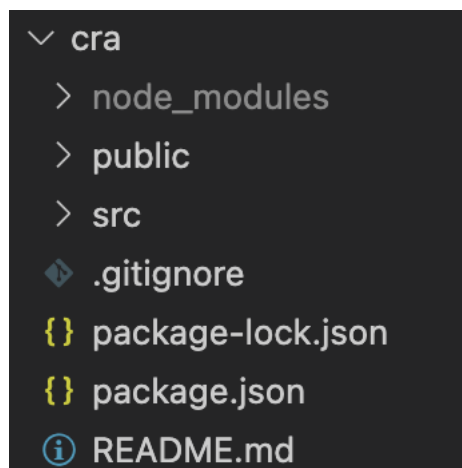 cra
node_modules
public
src
.gitignore
package-lock.json
package.json
README.md